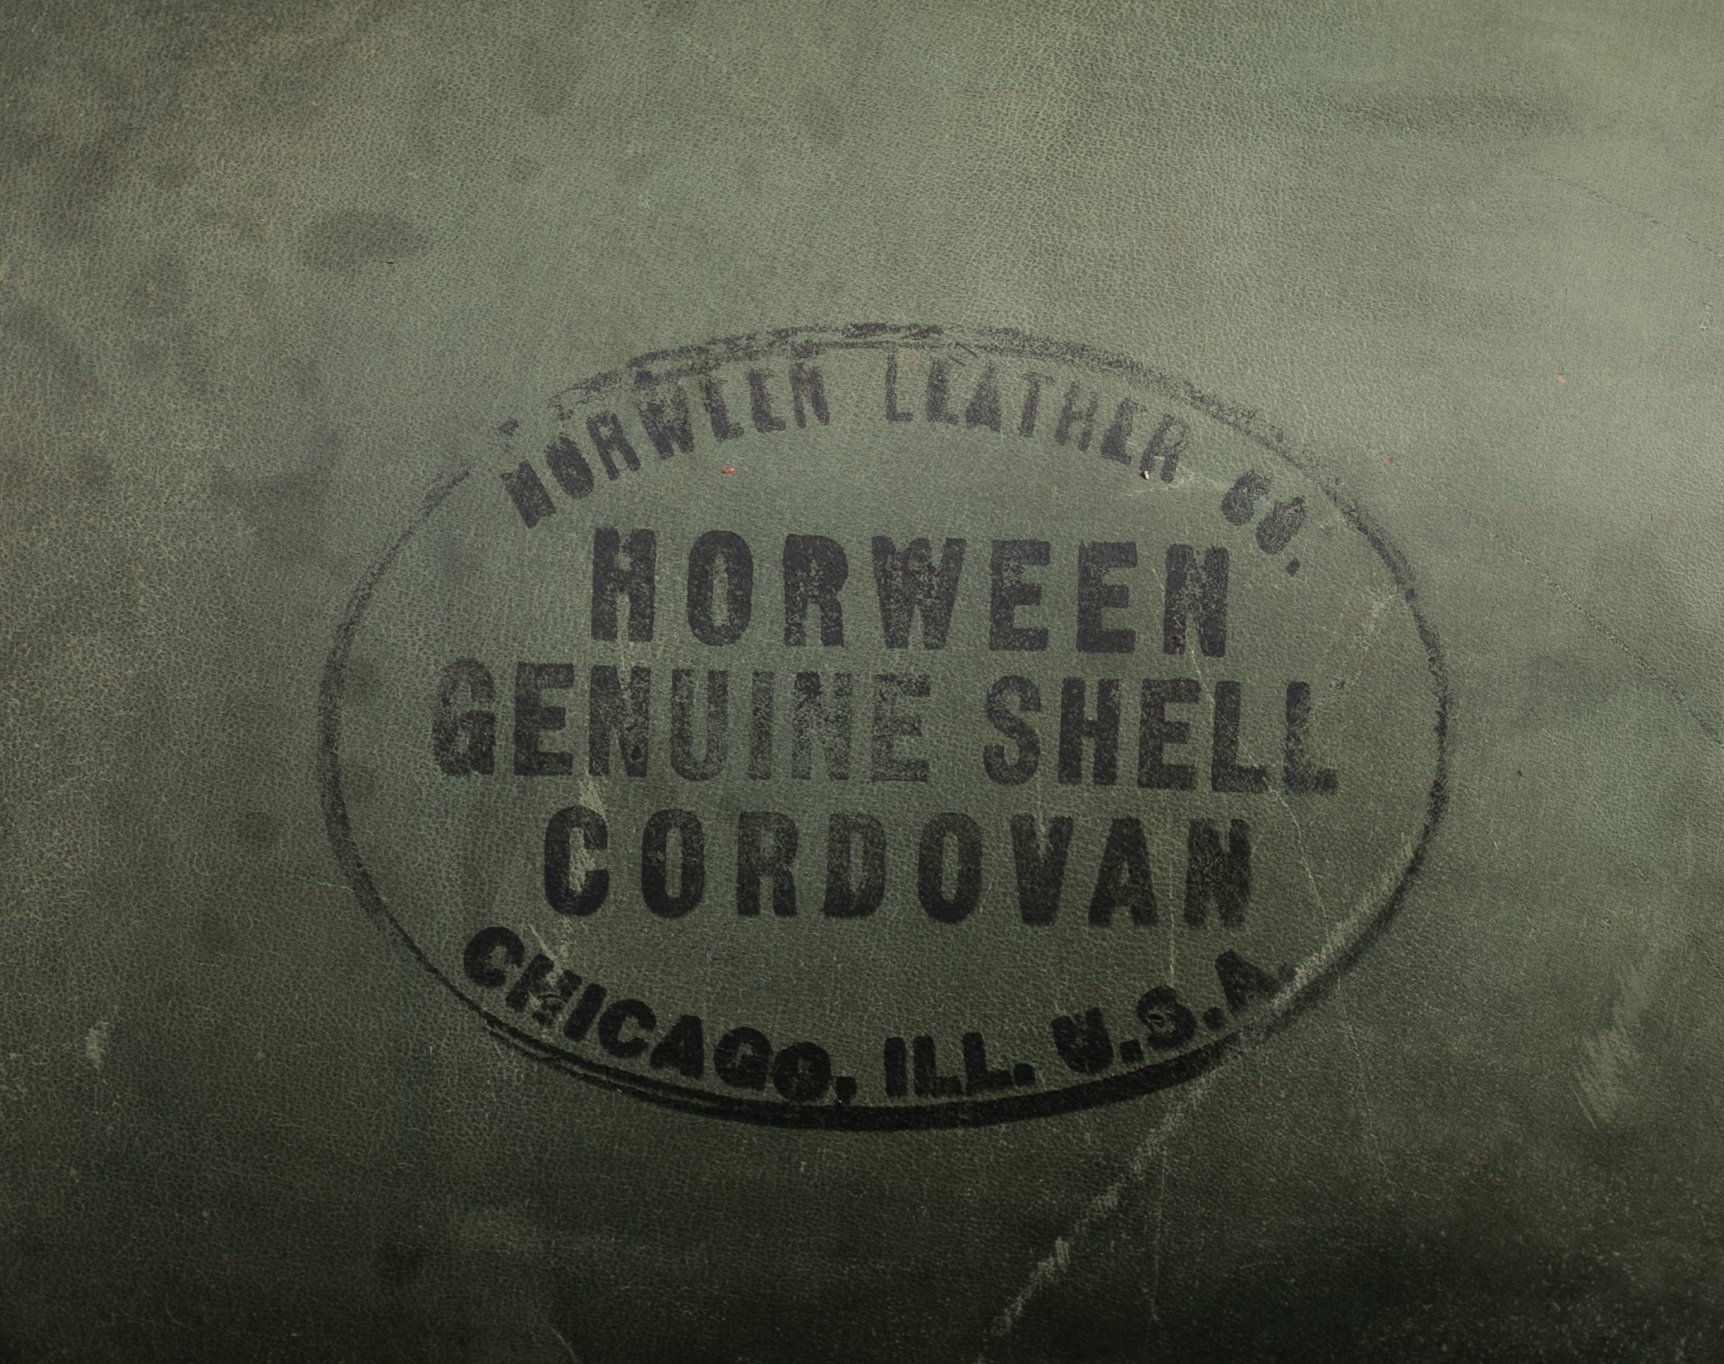 HORWEEN LEATHER CO.
HORWEEN
GENUINE SHELL
CORDOVAN
CHICAGO, ILL. U.S.A.